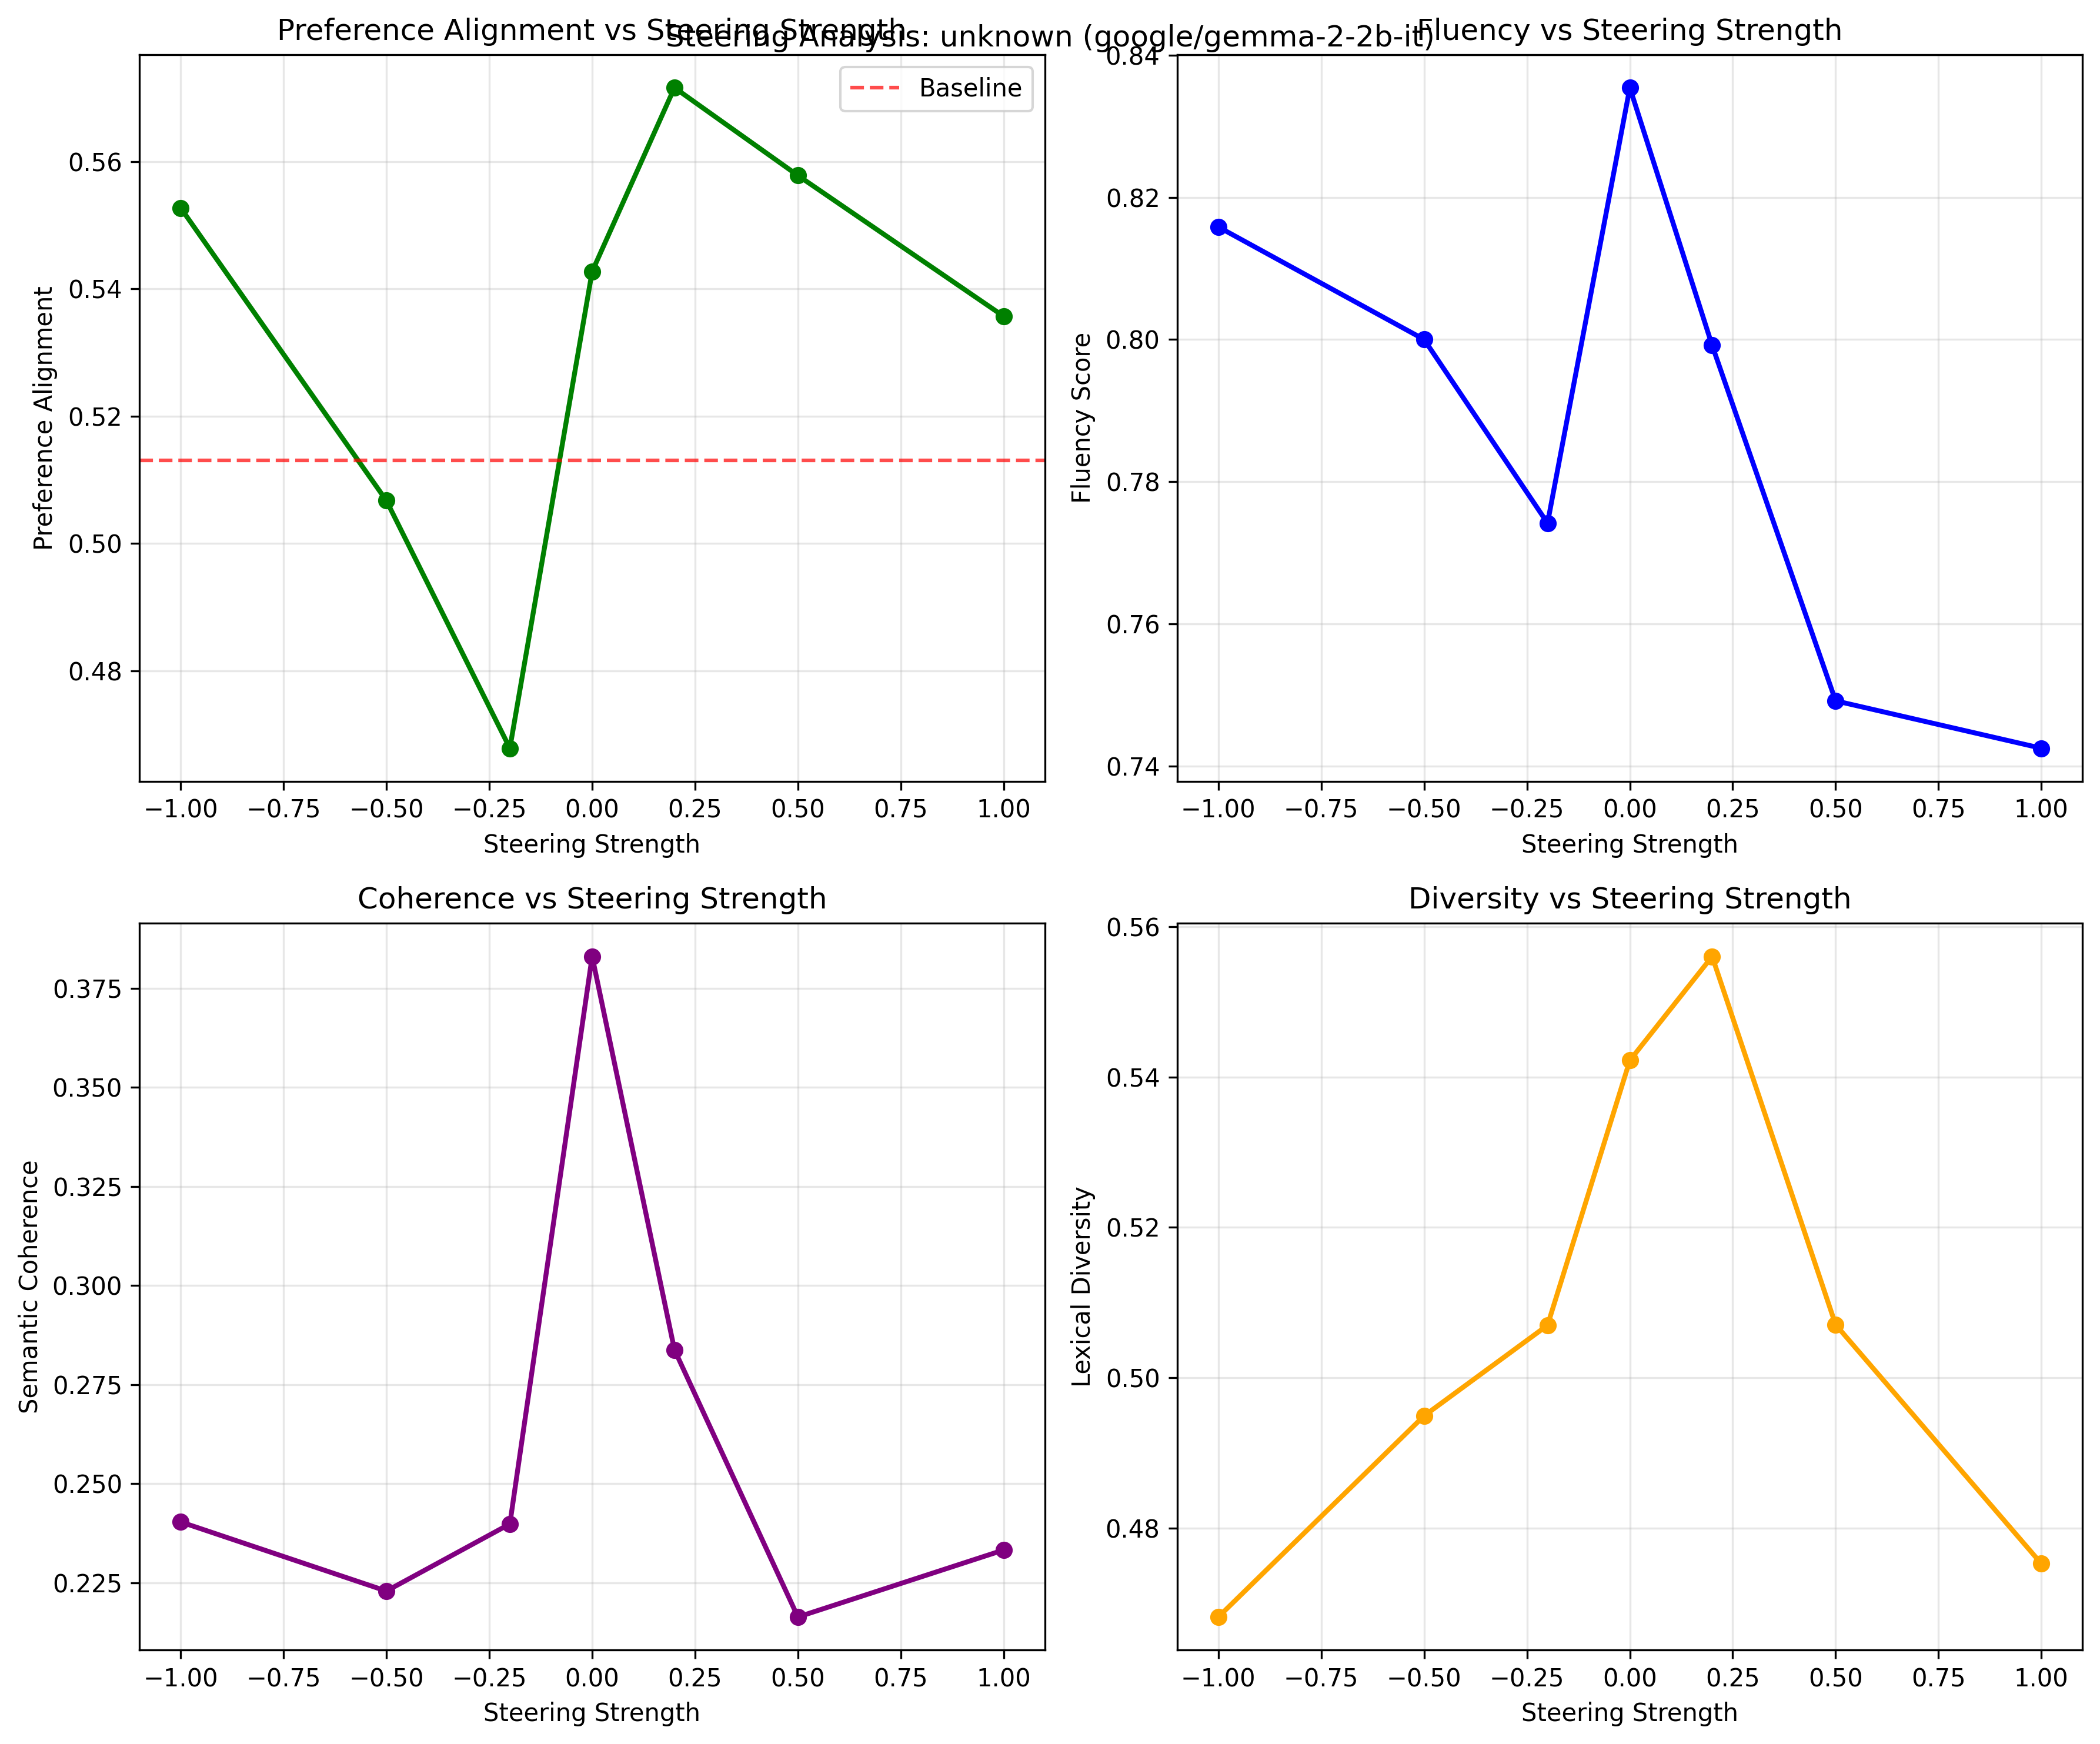 Steering Analysis: unknown (google/gemma-2-2b-it)
Preference Alignment vs Steering Strength
Baseline
0.56
0.54
0.52
0.50
0.48
Preference Alignment
−1.00 −0.75 −0.50 −0.25 0.00 0.25 0.50 0.75 1.00
Steering Strength
Fluency vs Steering Strength
0.84
0.82
0.80
0.78
0.76
0.74
Fluency Score
−1.00 −0.75 −0.50 −0.25 0.00 0.25 0.50 0.75 1.00
Steering Strength
Coherence vs Steering Strength
0.375
0.350
0.325
0.300
0.275
0.250
0.225
Semantic Coherence
−1.00 −0.75 −0.50 −0.25 0.00 0.25 0.50 0.75 1.00
Steering Strength
Diversity vs Steering Strength
0.56
0.54
0.52
0.50
0.48
Lexical Diversity
−1.00 −0.75 −0.50 −0.25 0.00 0.25 0.50 0.75 1.00
Steering Strength